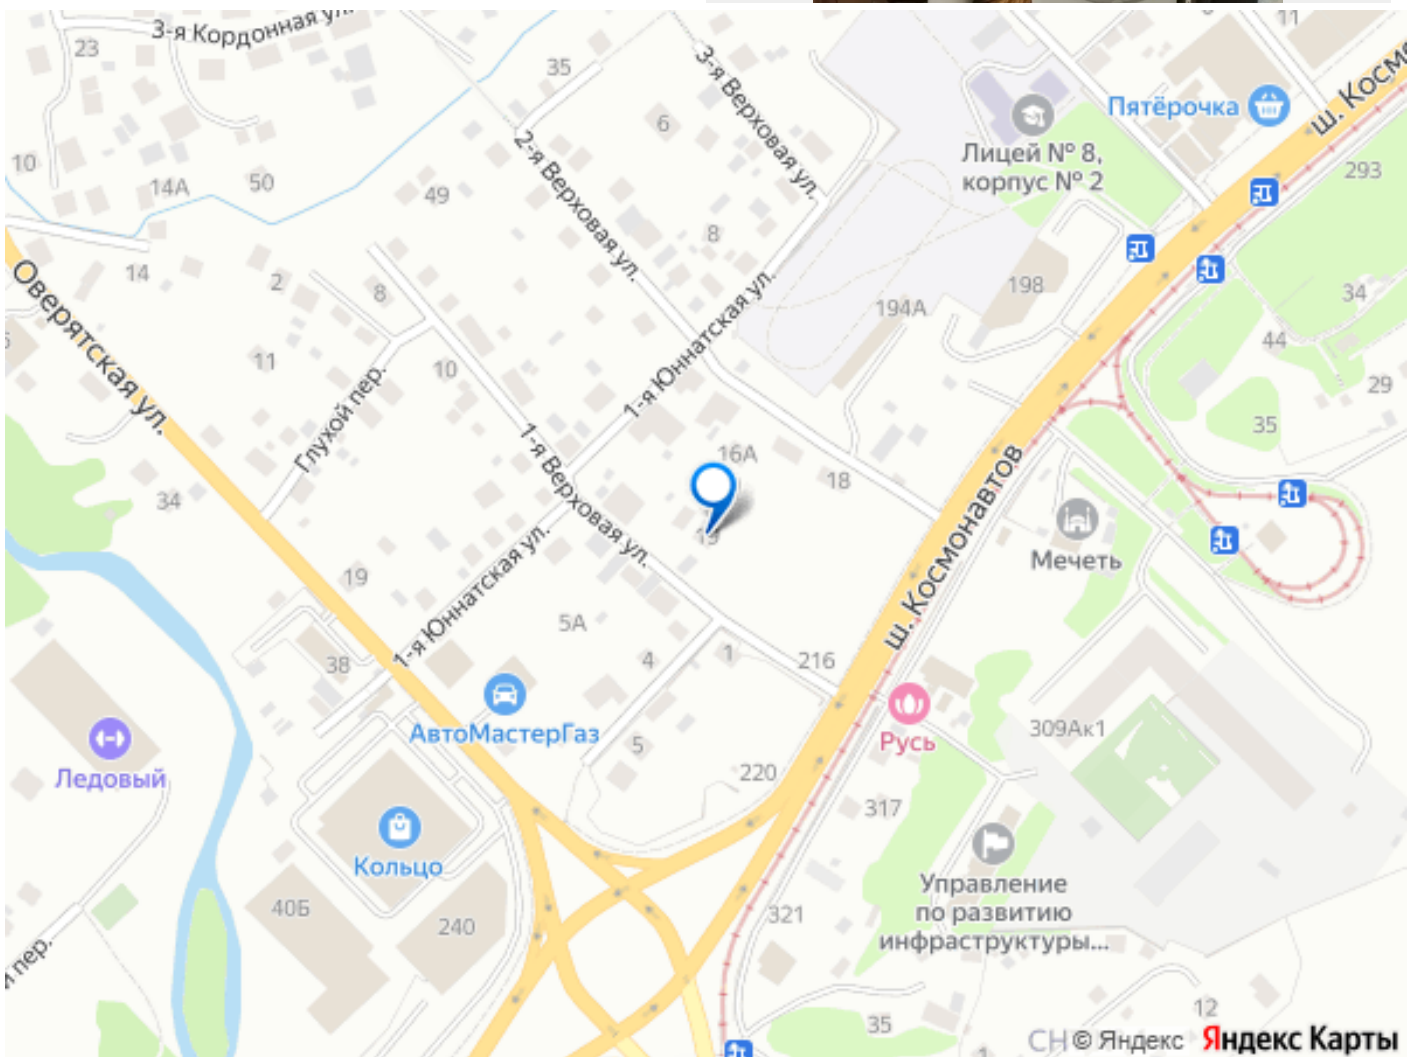 3-я Кордонная ул.
11
23
35
3-я Верховая ул.
ш. Космо
Пятёрочка
6
2-я Верховая ул.
Лицей № 8,
корпус № 2
293
10
14А
50
49
8
14
2
8
198
34
194А
Оверятская ул.
44
11
10
1-я Юннатская ул.
29
Глухой пер.
35
1-я Верховая ул.
16А
18
34
ш. Космонавтов
Мечеть
19
1-я Юннатская ул.
5А
38
4
1
216
АвтоМастерГаз
Русь
309Ак1
Ледовый
5
220
317
Кольцо
Управление
по развитию
инфраструктуры...
40Б
240
321
пер.
12
35
СН
© Яндекс Яндекс Карты